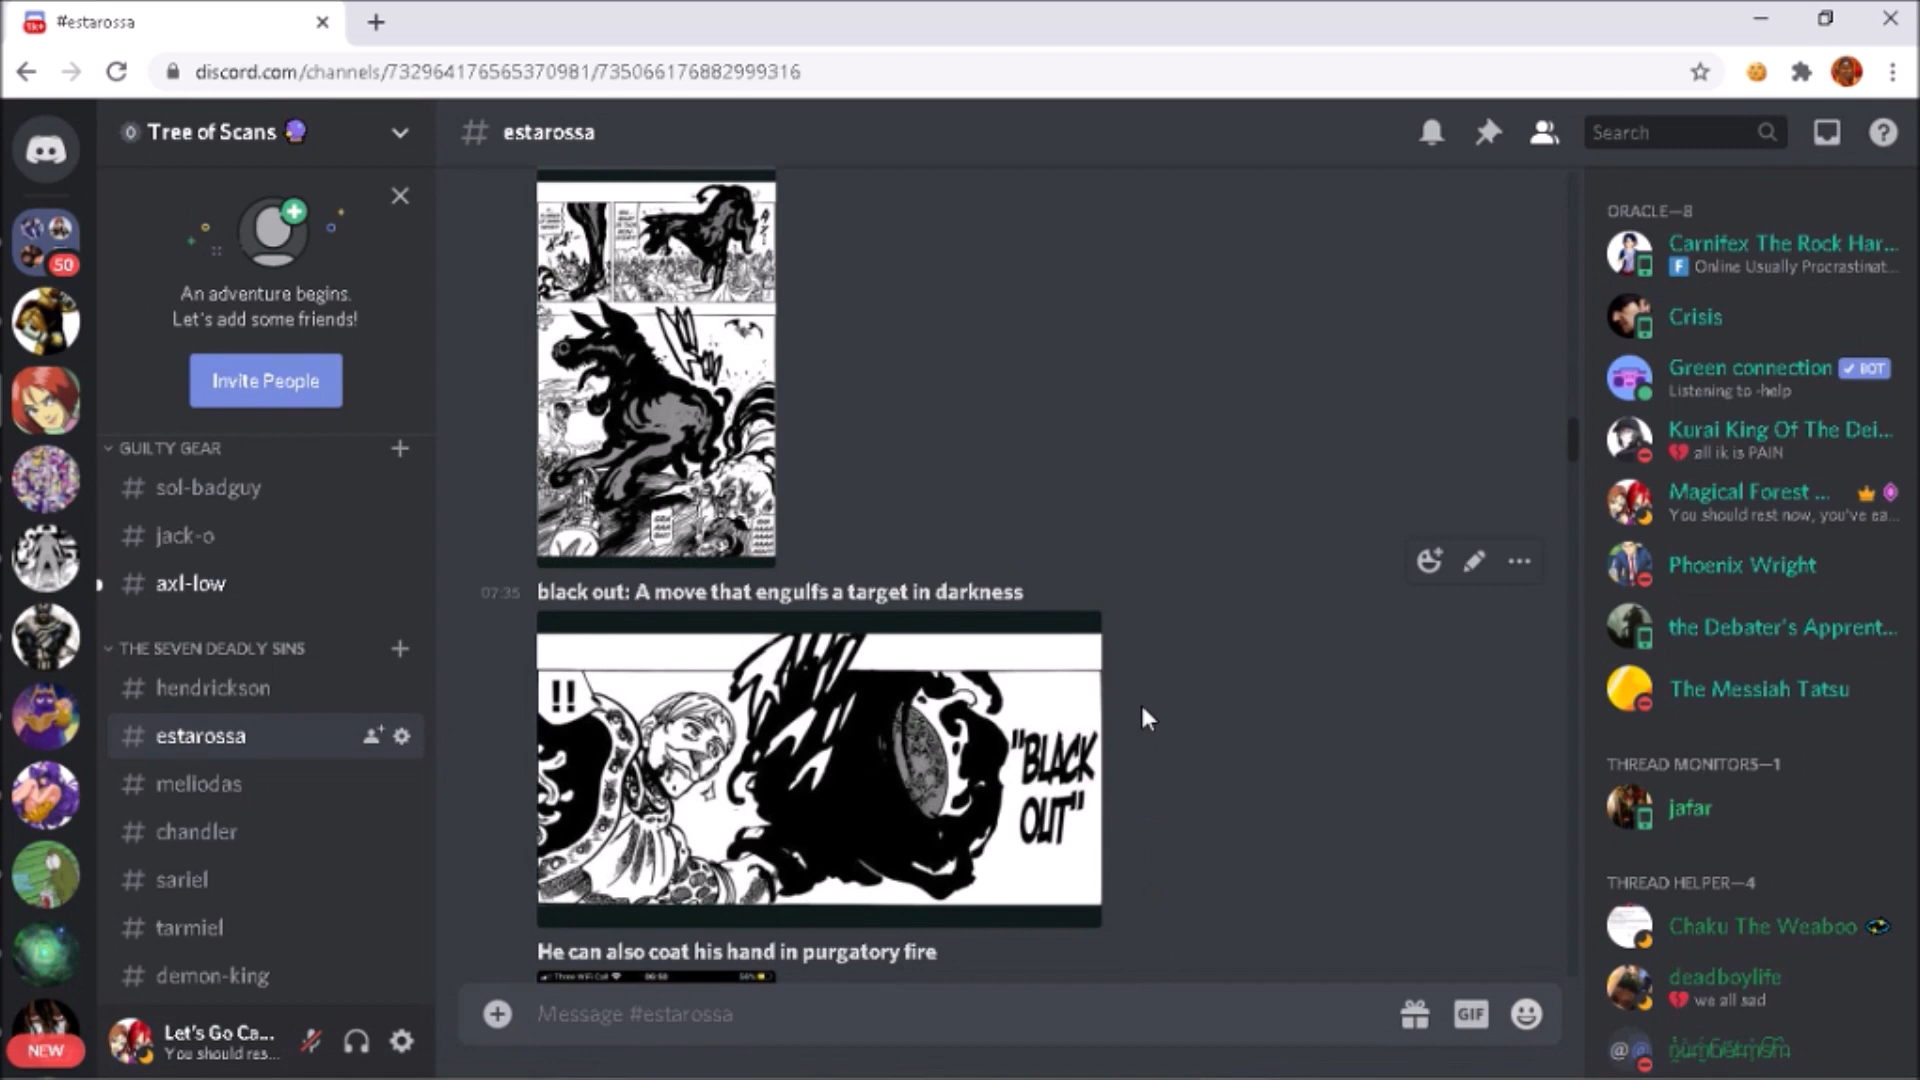 #estarossa
discord.com/channels/732964176565370981/735066176882999316
Tree of Scans
estarossa
Search
50
An adventure begins.
Let's add some friends!
Invite People
GUILTY GEAR
sol-badguy
jack-o
axl-low
THE SEVEN DEADLY SINS
hendrickson
estarossa
meliodas
chandler
sariel
tarmiel
demon-king
NEW
Let's Go Ca...
You should res...
07:35 black out: A move that engulfs a target in darkness
!!
"BLACK
OUT"
He can also coat his hand in purgatory fire
Message #estarossa
GIF
ORACLE—8
Carnifex The Rock Har...
F Online Usually Procrastinat...
Crisis
Green connection ✓ BOT
Listening to -help
Kurai King Of The Dei...
all ik is PAIN
Magical Forest ...
You should rest now, you've ea...
Phoenix Wright
the Debater's Apprent...
The Messiah Tatsu
THREAD MONITORS—1
jafar
THREAD HELPER—4
Chaku The Weaboo
deadboylife
we all sad